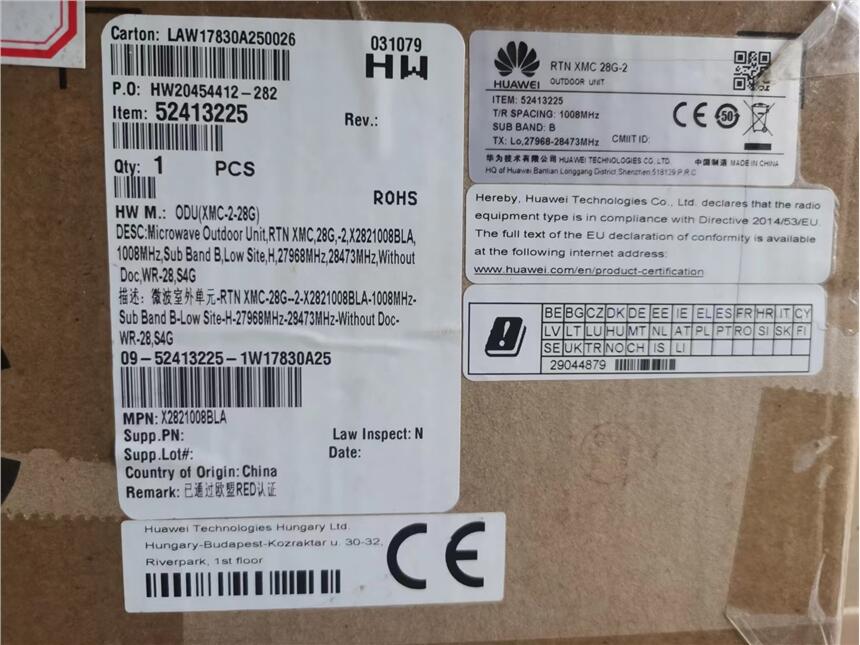 Carton: LAW17830A250026
031079
HW
P.O: HW20454412-282
Item: 52413225
Rev.:
Qty: 1 PCS
ROHS
HW M.: ODU(XMC-2-28G)
DESC:Microwave Outdoor Unit,RTN XMC,28G,-2,X2821008BLA,
1008MHz,Sub Band B,Low Site,H,27968MHz,28473MHz,Without
Doc,WR-28,S4G
描述: 微波室外单元-RTN XMC-28G--2-X2821008BLA-1008MHz-
Sub Band B-Low Site-H-27968MHz-28473MHz-Without Doc-
WR-28,S4G
09-52413225-1W17830A25
MPN: X2821008BLA
Supp.PN:
Law Inspect: N
Supp.Lot#:
Date:
Country of Origin: China
Remark: 已通过欧盟RED认证
Huawei Technologies Hungary Ltd.
Hungary-Budapest-Kozraktar u. 30-32,
Riverpark, 1st floor
CE
HUAWEI
RTN XMC 28G-2
OUTDOOR UNIT
ITEM: 52413225
T/R SPACING: 1008MHz
SUB BAND: B
TX: Lo,27968-28473MHz
CMIIT ID:
CE
50
华为技术有限公司 HUAWEI TECHNOLOGIES CO., LTD.
中国制造 MADE IN CHINA
HQ of Huawei Bantian Longgang District Shenzhen 518129 P.R.C
Hereby, Huawei Technologies Co., Ltd. declares that the radio
equipment type is in compliance with Directive 2014/53/EU.
The full text of the EU declaration of conformity is available
at the following internet address:
www.huawei.com/en/product-certification
BE BG CZ DK DE EE IE EL ES FR HR IT CY
LV LT LU HU MT NL AT PL PT RO SI SK FI
SE UK TR NO CH IS LI
29044879